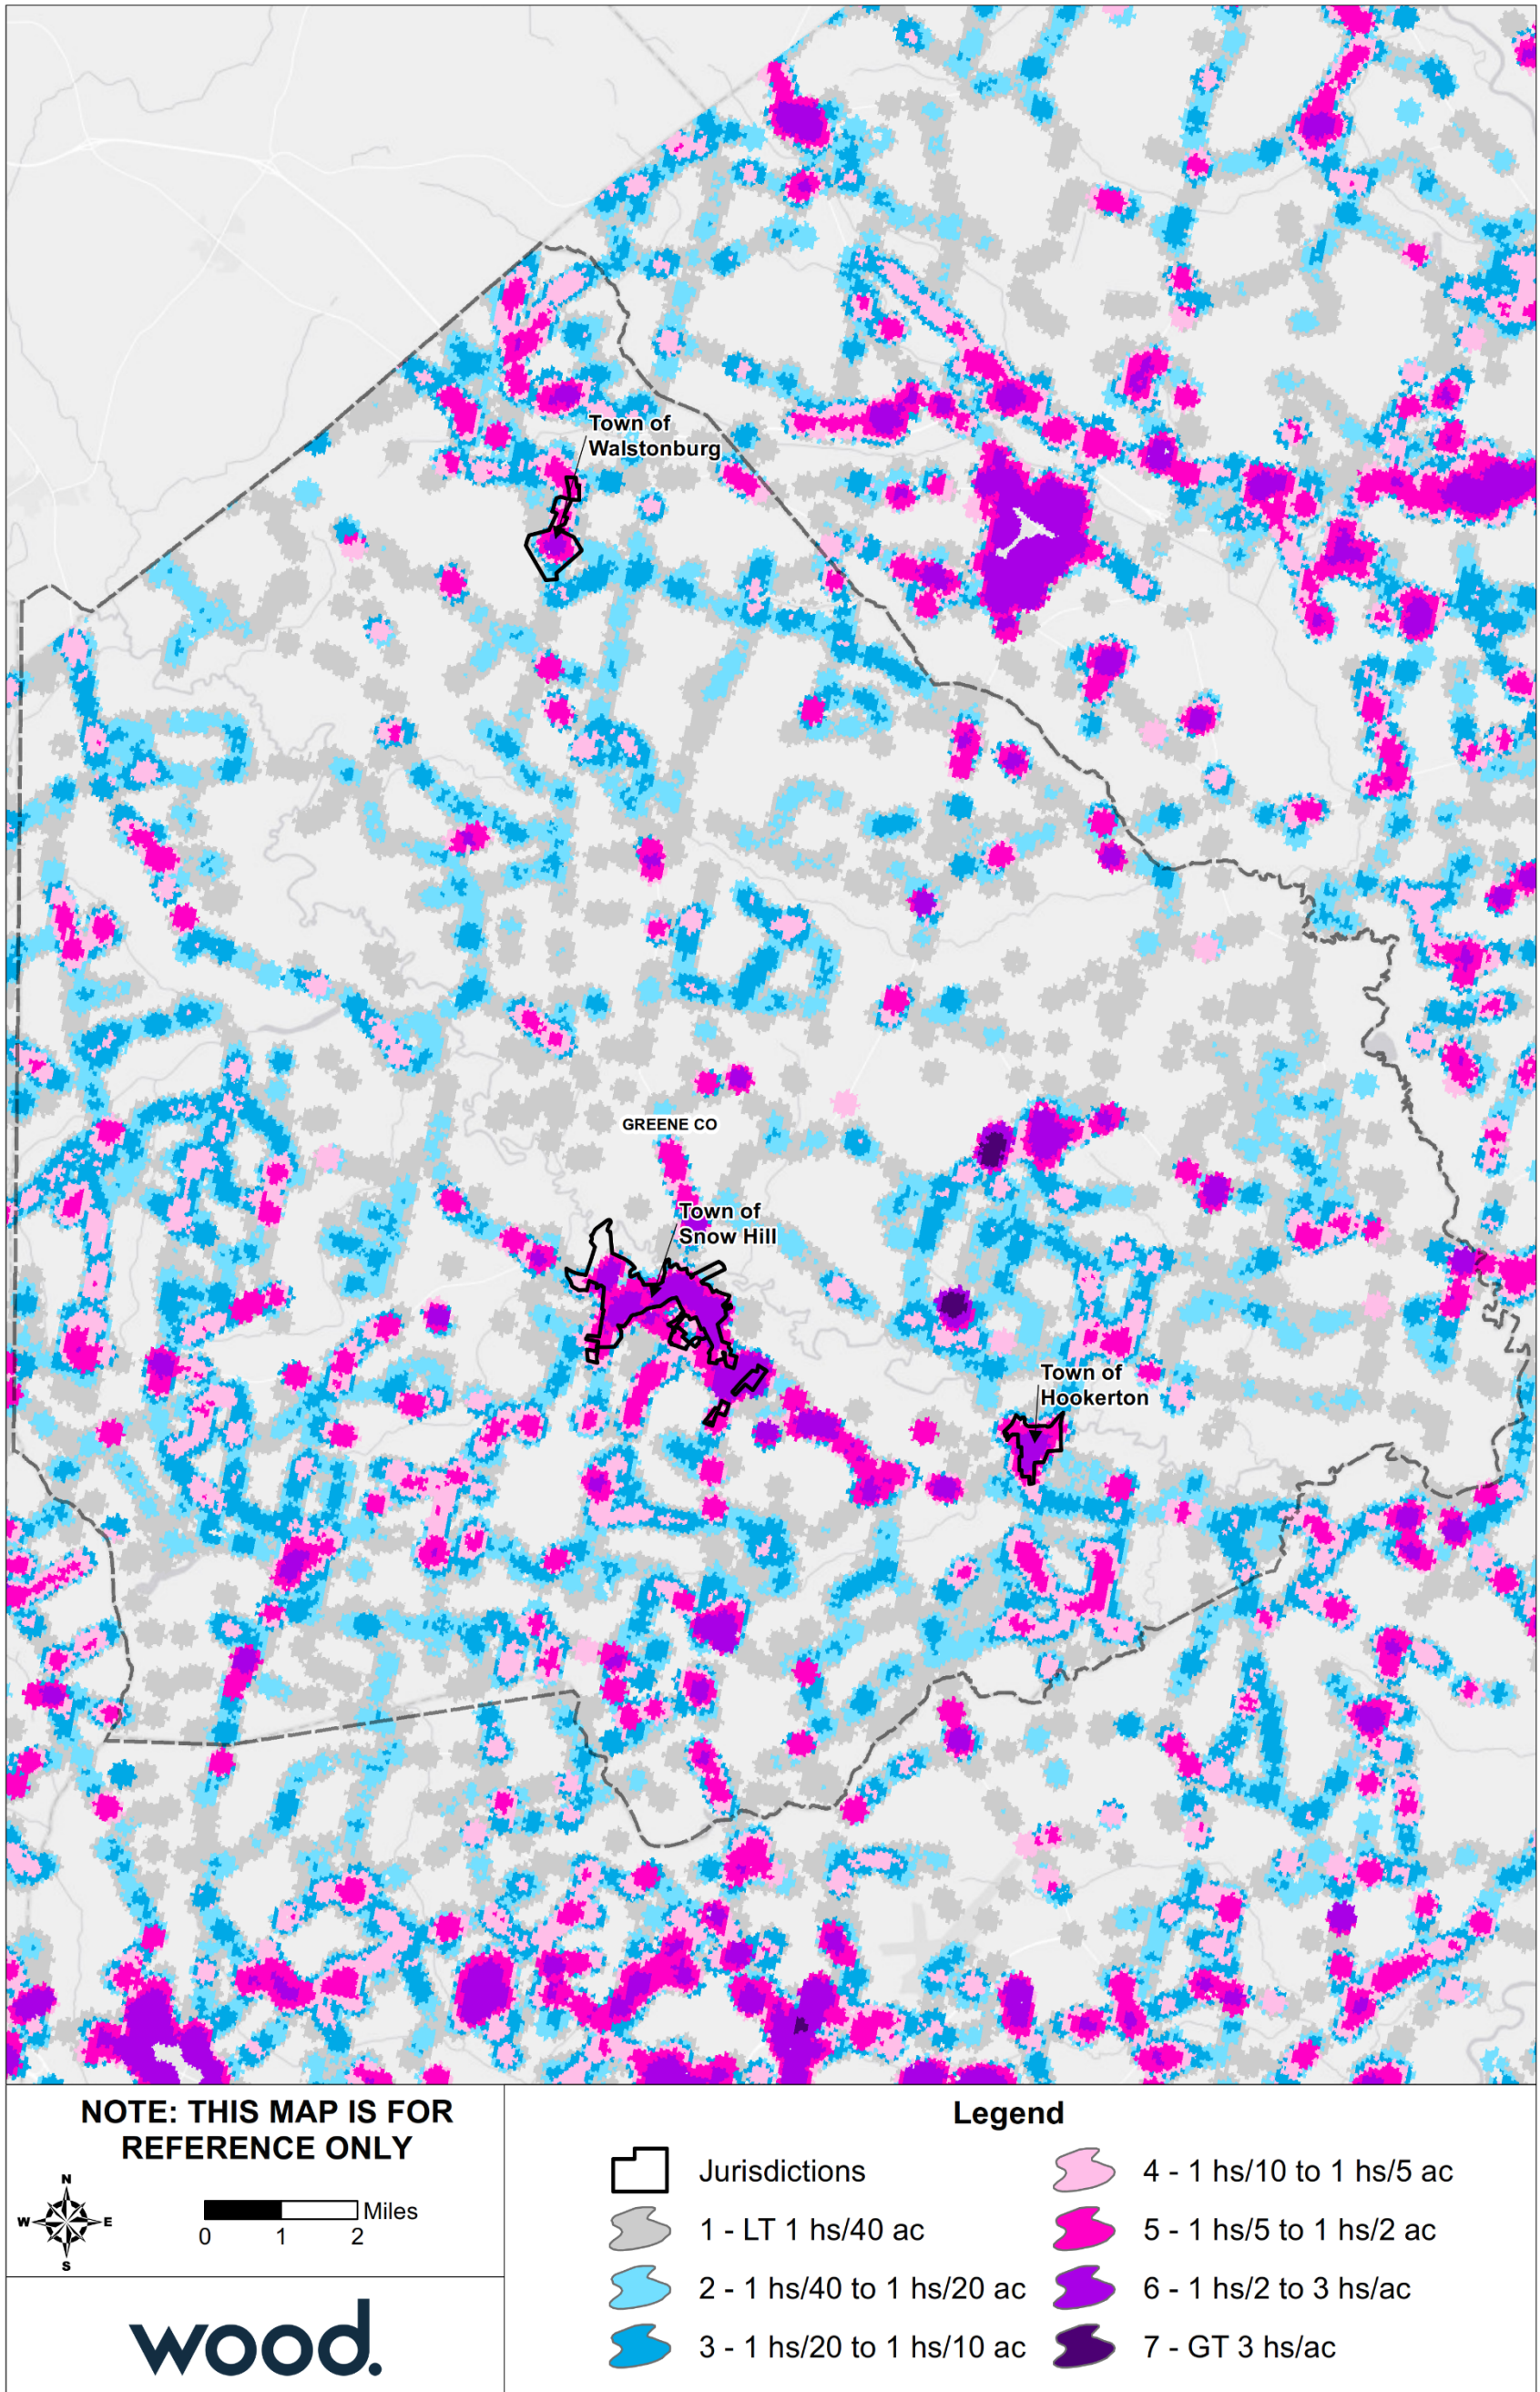 Town of
Walstonburg
GREENE CO
Town of
Snow Hill
Town of
Hookerton
NOTE: THIS MAP IS FOR
REFERENCE ONLY
N
W
E
S
Miles
0
1
2
wood.
Legend
Jurisdictions
1 - LT 1 hs/40 ac
2 - 1 hs/40 to 1 hs/20 ac
3 - 1 hs/20 to 1 hs/10 ac
4 - 1 hs/10 to 1 hs/5 ac
5 - 1 hs/5 to 1 hs/2 ac
6 - 1 hs/2 to 3 hs/ac
7 - GT 3 hs/ac